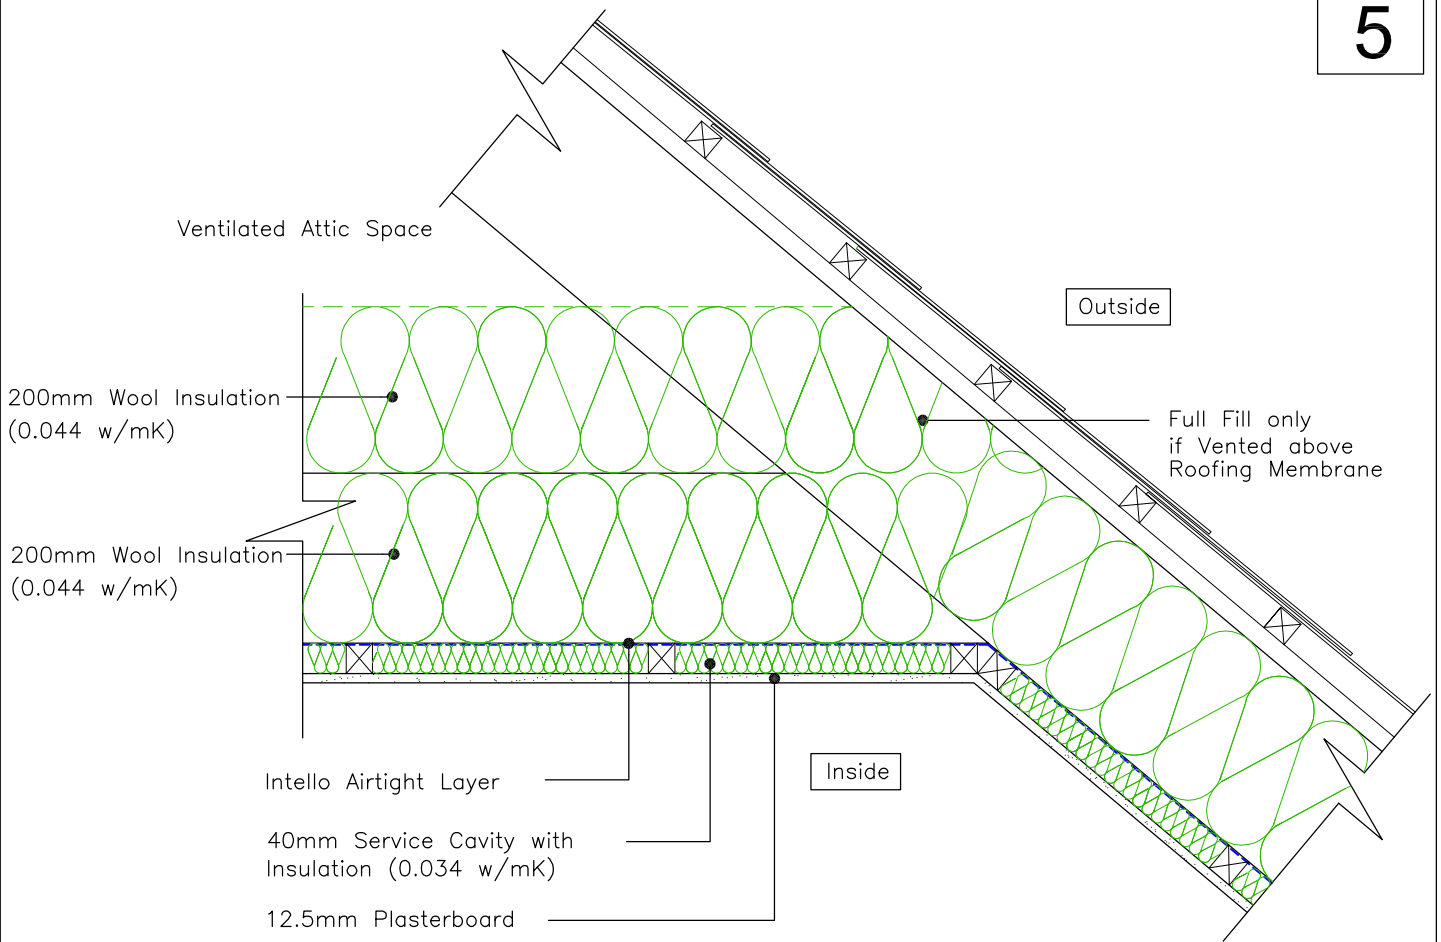 5
Ventilated Attic Space
Outside
200mm Wool Insulation
(0.044 w/mK)
Full Fill only
if Vented above
Roofing Membrane
200mm Wool Insulation
(0.044 w/mK)
Inside
Intello Airtight Layer
40mm Service Cavity with
Insulation (0.034 w/mK)
12.5mm Plasterboard